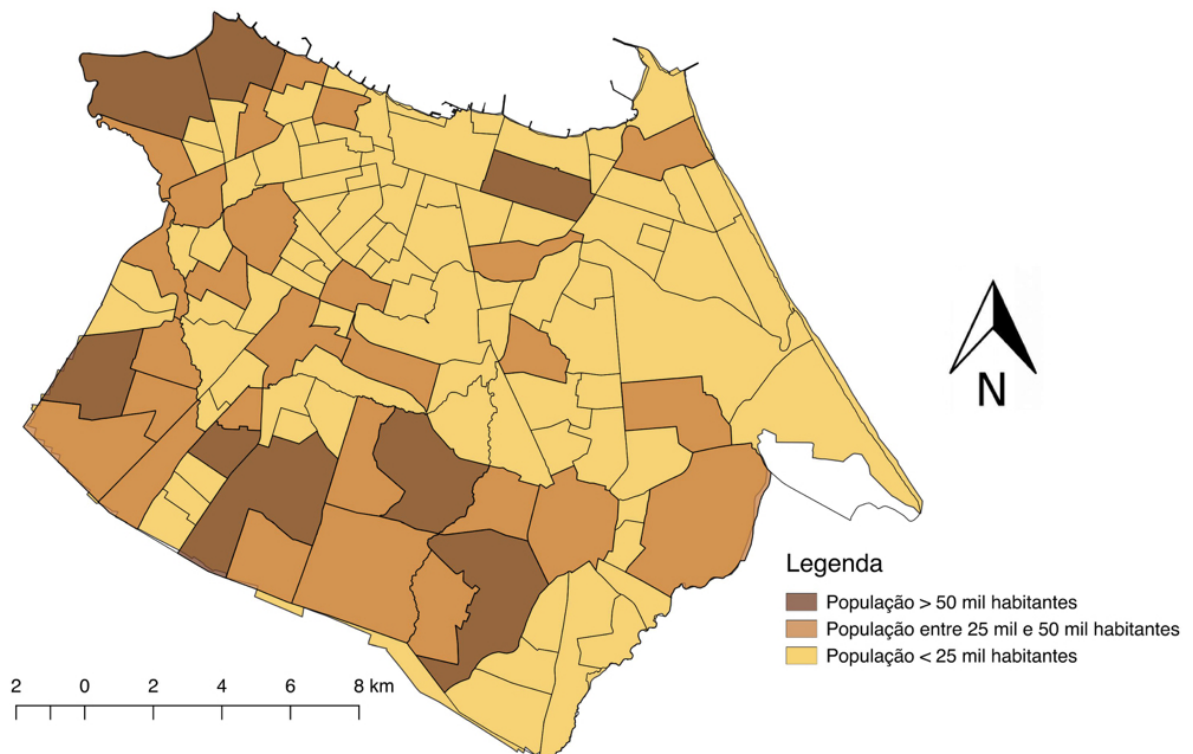 N
Legenda
População > 50 mil habitantes
População entre 25 mil e 50 mil habitantes
População < 25 mil habitantes
2 0 2 4 6 8 km